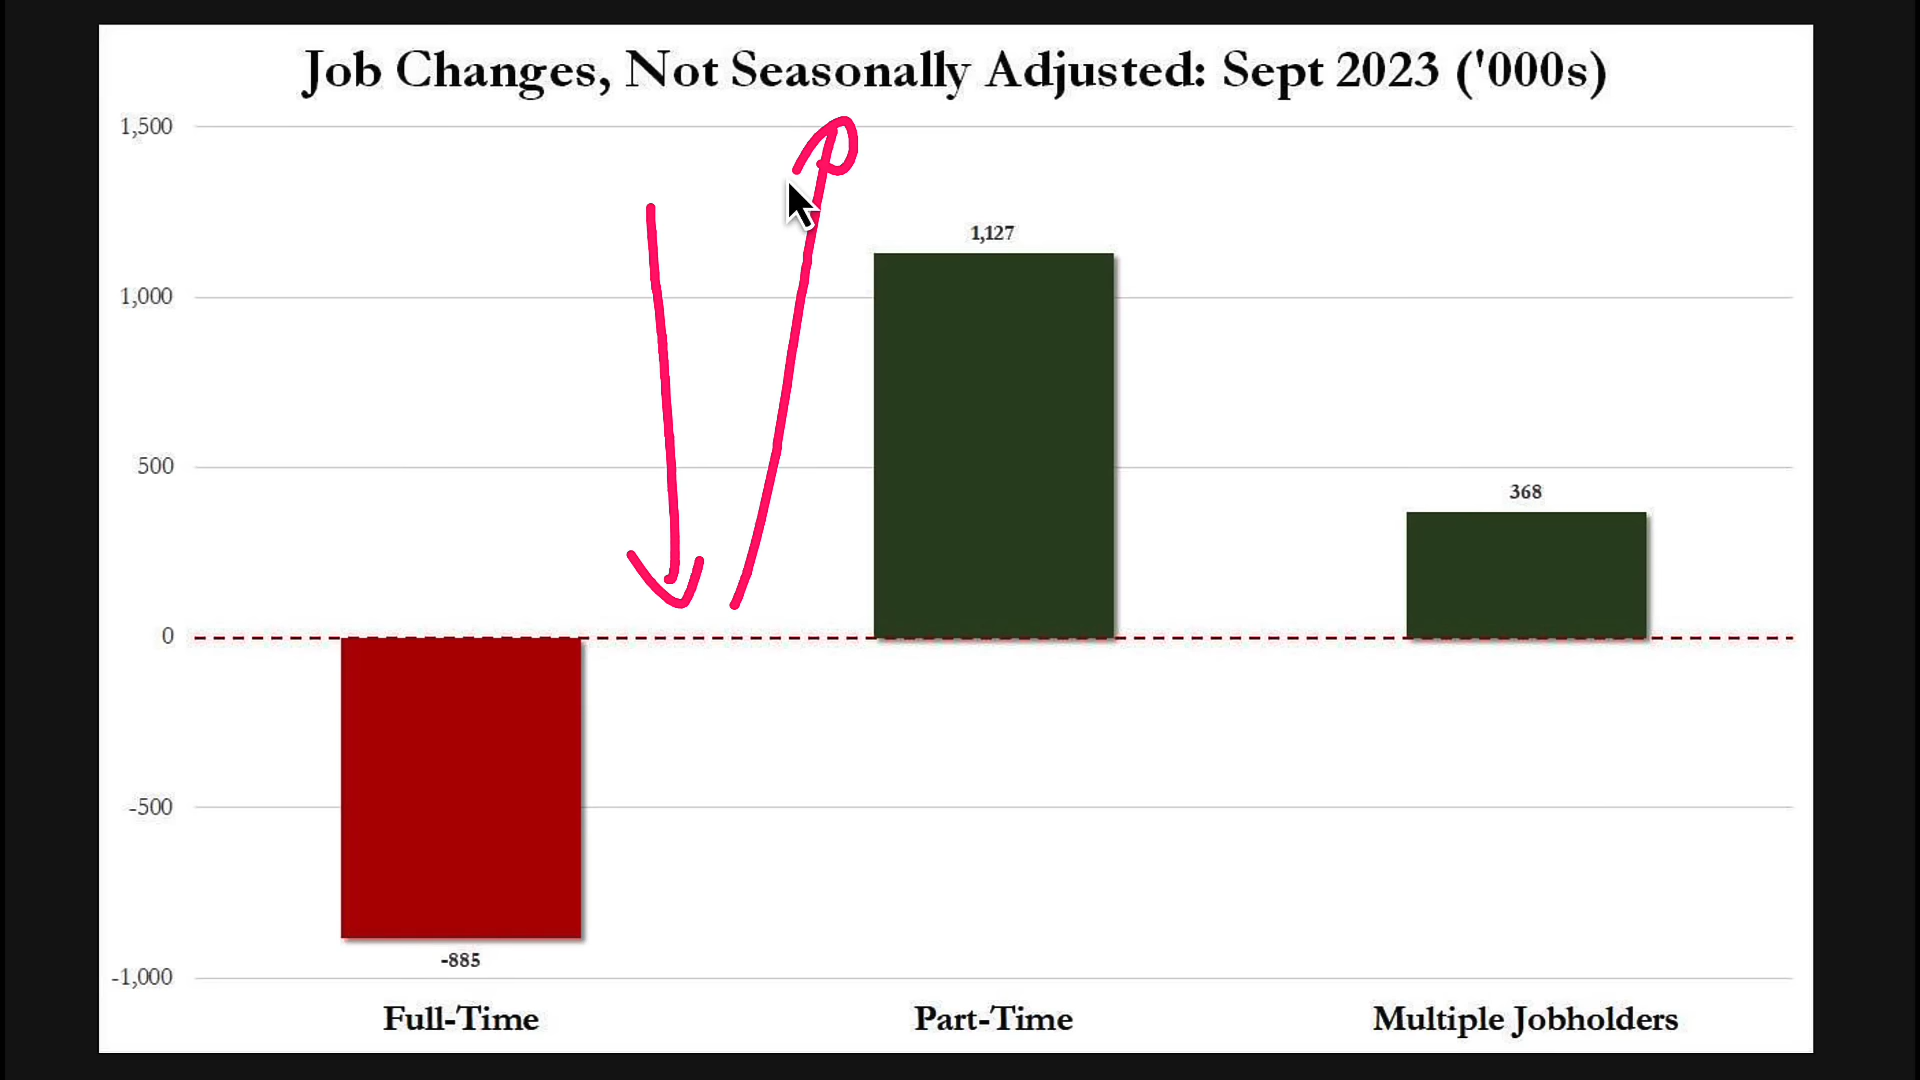 Job Changes, Not Seasonally Adjusted: Sept 2023 ('000s)
1,500
1,127
1,000
368
500
0
-500
-885
-1,000
Full-Time
Part-Time
Multiple Jobholders